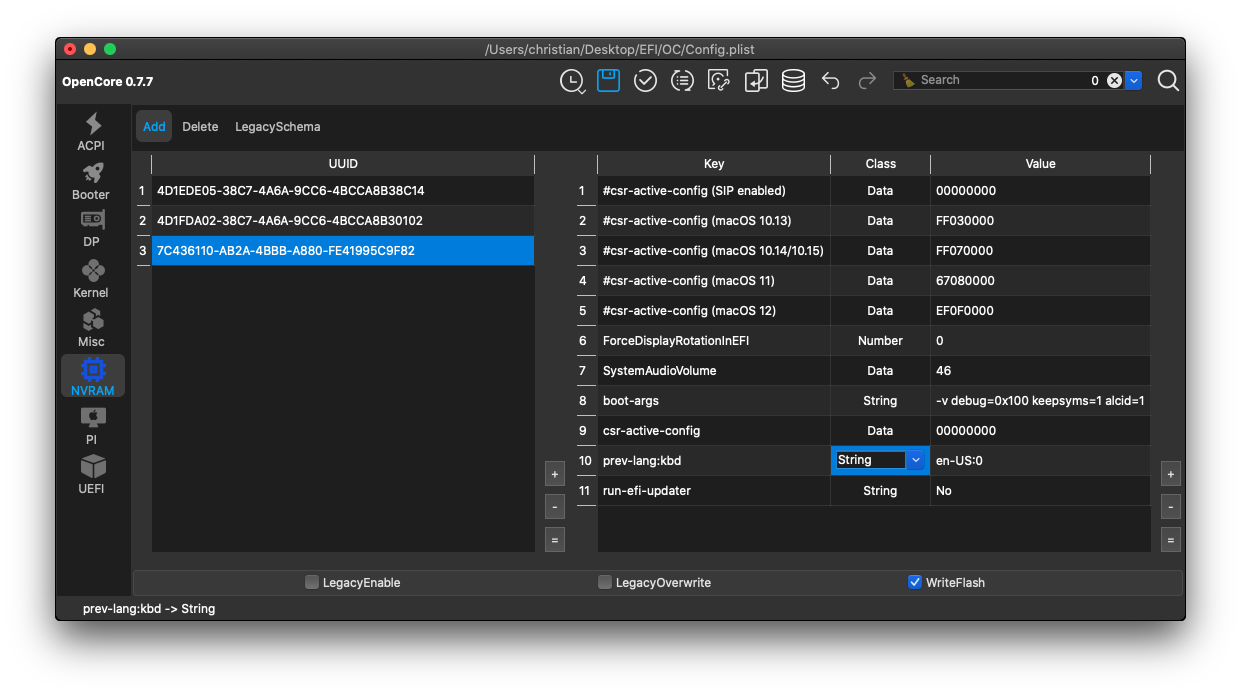 /Users/christian/Desktop/EFI/OC/Config.plist
OpenCore 0.7.7
Search 0
ACPI
Booter
DP
Kernel
Misc
NVRAM
PI
UEFI
Add Delete LegacySchema
UUID
1 4D1EDE05-38C7-4A6A-9CC6-4BCCA8B38C14
2 4D1FDA02-38C7-4A6A-9CC6-4BCCA8B30102
3 7C436110-AB2A-4BBB-A880-FE41995C9F82
+
-
=
Key Class Value
1 #csr-active-config (SIP enabled) Data 00000000
2 #csr-active-config (macOS 10.13) Data FF030000
3 #csr-active-config (macOS 10.14/10.15) Data FF070000
4 #csr-active-config (macOS 11) Data 67080000
5 #csr-active-config (macOS 12) Data EF0F0000
6 ForceDisplayRotationInEFI Number 0
7 SystemAudioVolume Data 46
8 boot-args String -v debug=0x100 keepsyms=1 alcid=1
9 csr-active-config Data 00000000
10 prev-lang:kbd String en-US:0
11 run-efi-updater String No
+
-
=
LegacyEnable LegacyOverwrite WriteFlash
prev-lang:kbd -> String